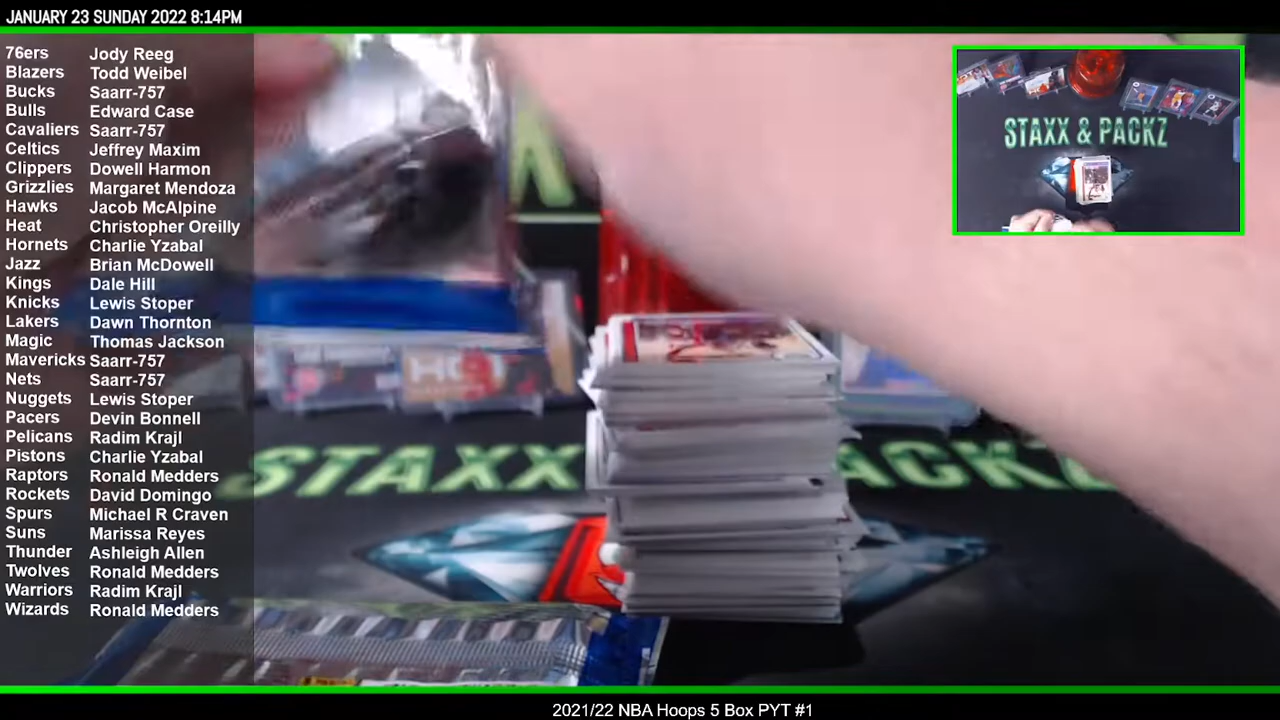 JANUARY 23 SUNDAY 2022 8:14PM
76ers Jody Reeg
Blazers Todd Weibel
Bucks Saarr-757
Bulls Edward Case
Cavaliers Saarr-757
Celtics Jeffrey Maxim
Clippers Dowell Harmon
Grizzlies Margaret Mendoza
Hawks Jacob McAlpine
Heat Christopher Oreilly
Hornets Charlie Yzabal
Jazz Brian McDowell
Kings Dale Hill
Knicks Lewis Stoper
Lakers Dawn Thornton
Magic Thomas Jackson
Mavericks Saarr-757
Nets Saarr-757
Nuggets Lewis Stoper
Pacers Devin Bonnell
Pelicans Radim Krajl
Pistons Charlie Yzabal
Raptors Ronald Medders
Rockets David Domingo
Spurs Michael R Craven
Suns Marissa Reyes
Thunder Ashleigh Allen
Twolves Ronald Medders
Warriors Radim Krajl
Wizards Ronald Medders
STAXX & PACKZ
HOT
STAXX PACKZ
2021/22 NBA Hoops 5 Box PYT #1